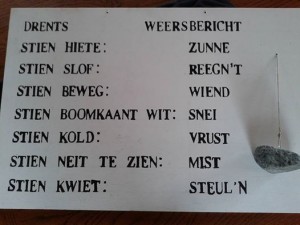 DRENTS WEERSBERICHT
STIEN HIETE: ZUNNE
STIEN SLOF: REEGN'T
STIEN BEWEG: WIEND
STIEN BOOMKAANT WIT: SNEI
STIEN KOLD: VRUST
STIEN NEIT TE ZIEN: MIST
STIEN KWIET: STEUL'N